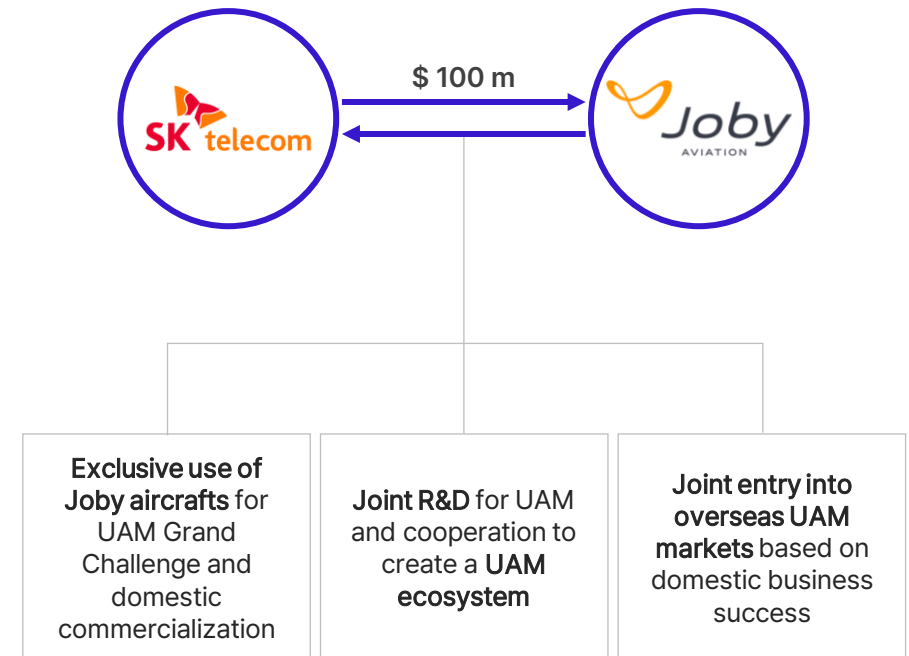 $ 100 m
SK telecom
Joby
AVIATION
Exclusive use of
Joby aircrafts for
UAM Grand
Challenge and
domestic
commercialization
Joint R&D for UAM
and cooperation to
create a UAM
ecosystem
Joint entry into
overseas UAM
markets based on
domestic business
success